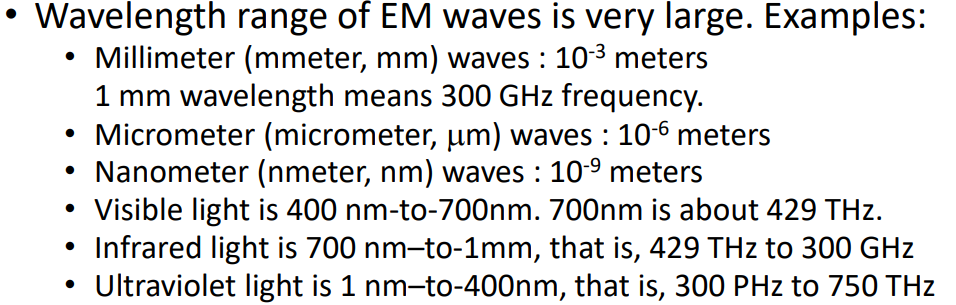 • Wavelength range of EM waves is very large. Examples:
• Millimeter (mmeter, mm) waves : 10⁻³ meters
1 mm wavelength means 300 GHz frequency.
• Micrometer (micrometer, μm) waves : 10⁻⁶ meters
• Nanometer (nmeter, nm) waves : 10⁻⁹ meters
• Visible light is 400 nm-to-700nm. 700nm is about 429 THz.
• Infrared light is 700 nm–to-1mm, that is, 429 THz to 300 GHz
• Ultraviolet light is 1 nm–to-400nm, that is, 300 PHz to 750 THz